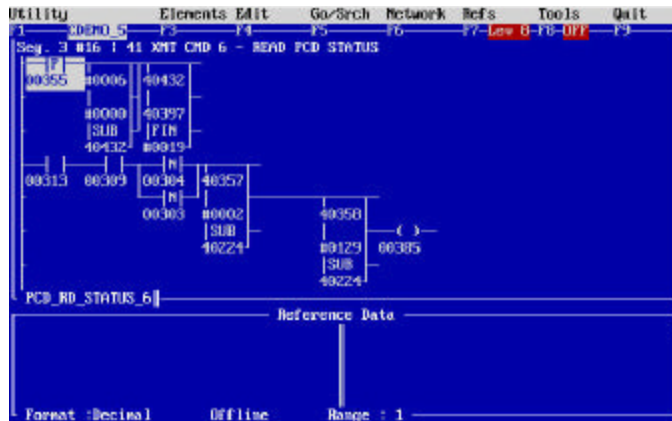 Utility Elements Edit Go/Srch Network Refs Tools Quit
F1 CDEMO_5 F3 F4 F5 F6 F7-Lev 8-F8-OFF F9
Seg. 3 #16 | 41 XMT CMD 6 - READ PCD STATUS
P
00355 #0006 40432
#0000 40397
SUB FIN
40432 #0019
N
00313 00309 00304 40357
N
00303 #0002 40358
SUB ( )
40224 #0129 00385
SUB
40224
PCD_RD_STATUS_6
Reference Data
Format :Decimal Offline Range : 1